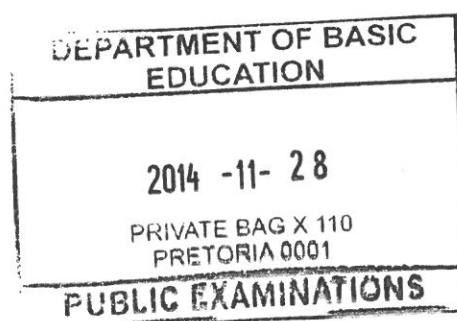 DEPARTMENT OF BASIC
EDUCATION
2014 -11- 28
PRIVATE BAG X 110
PRETORIA 0001
PUBLIC EXAMINATIONS